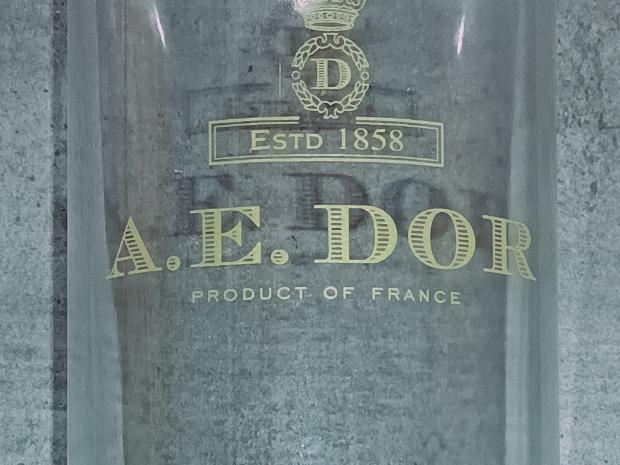 D
ESTD 1858
A.E. DOR
PRODUCT OF FRANCE